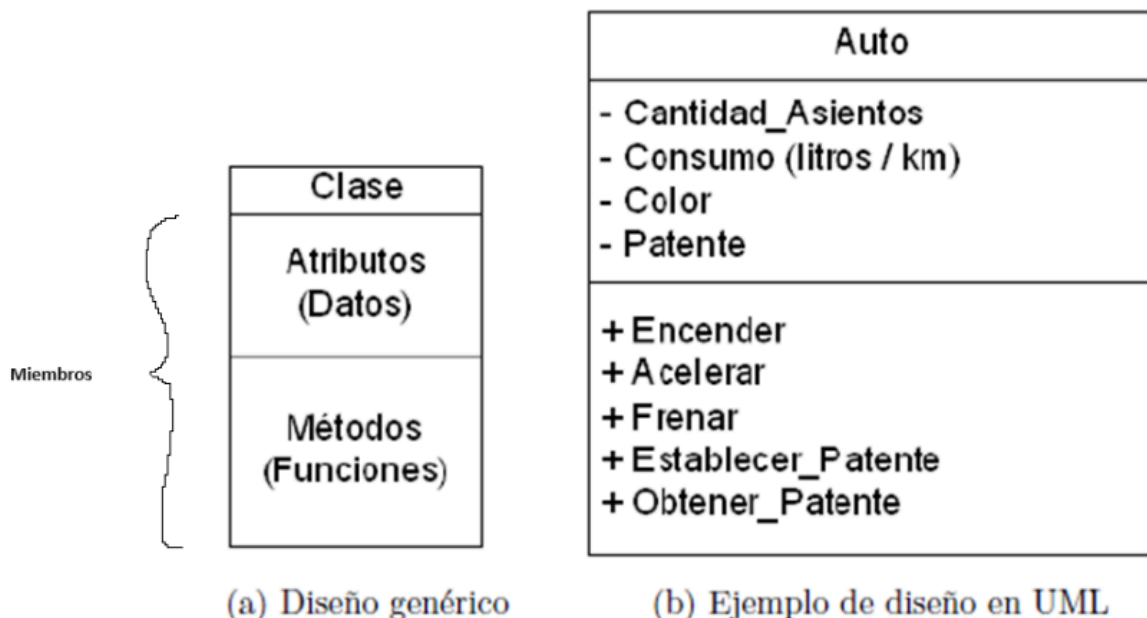 Clase
Atributos
(Datos)
Miembros
Métodos
(Funciones)
(a) Diseño genérico
Auto
- Cantidad_Asientos
- Consumo (litros / km)
- Color
- Patente
+ Encender
+ Acelerar
+ Frenar
+ Establecer_Patente
+ Obtener_Patente
(b) Ejemplo de diseño en UML